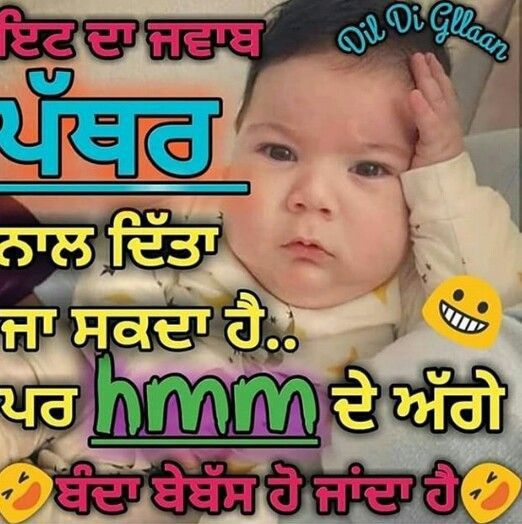 Dil Di Gllaan
ਇਟ ਦਾ ਜਵਾਬ
ਪੱਥਰ
ਨਾਲ ਦਿੱਤਾ
ਜਾ ਸਕਦਾ ਹੈ..
ਪਰ hmm ਦੇ ਅੱਗੇ
ਬੰਦਾ ਬੇਬੱਸ ਹੋ ਜਾਂਦਾ ਹੈ